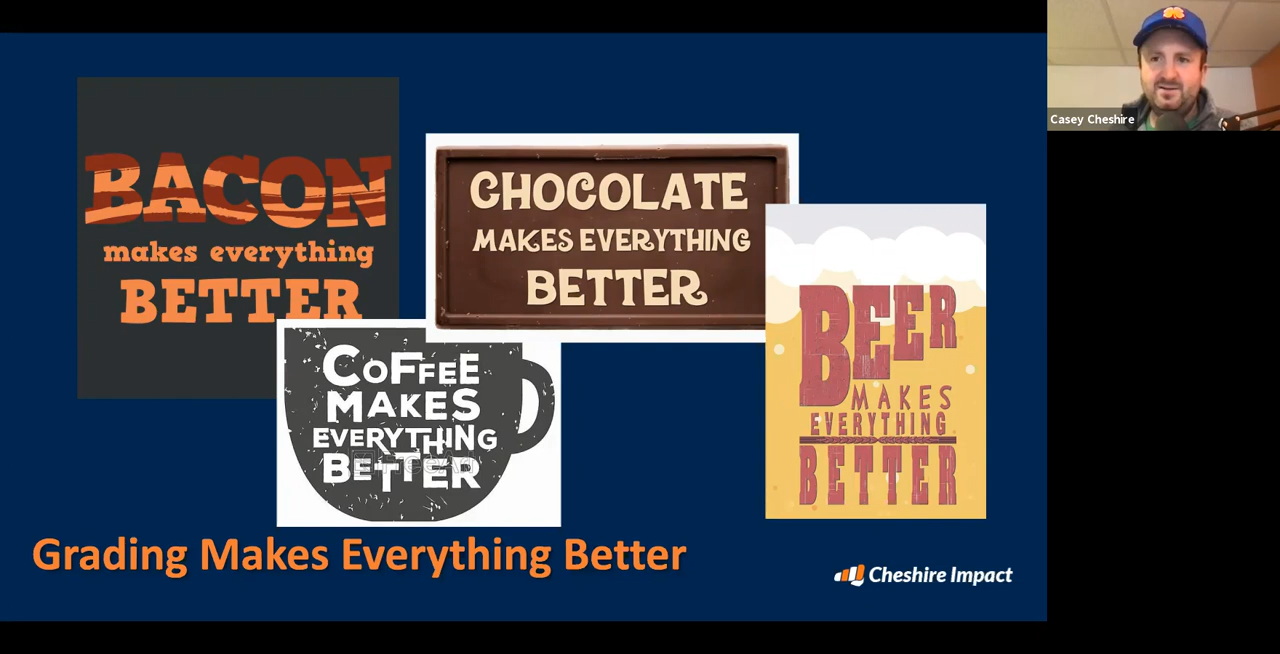 BACON
makes everything
BETTER
CHOCOLATE
MAKES EVERYTHING
BETTER
COFFEE
MAKES
EVERYTHING
BETTER
BEER
MAKES
EVERYTHING
BETTER
Grading Makes Everything Better
Cheshire Impact
Casey Cheshire